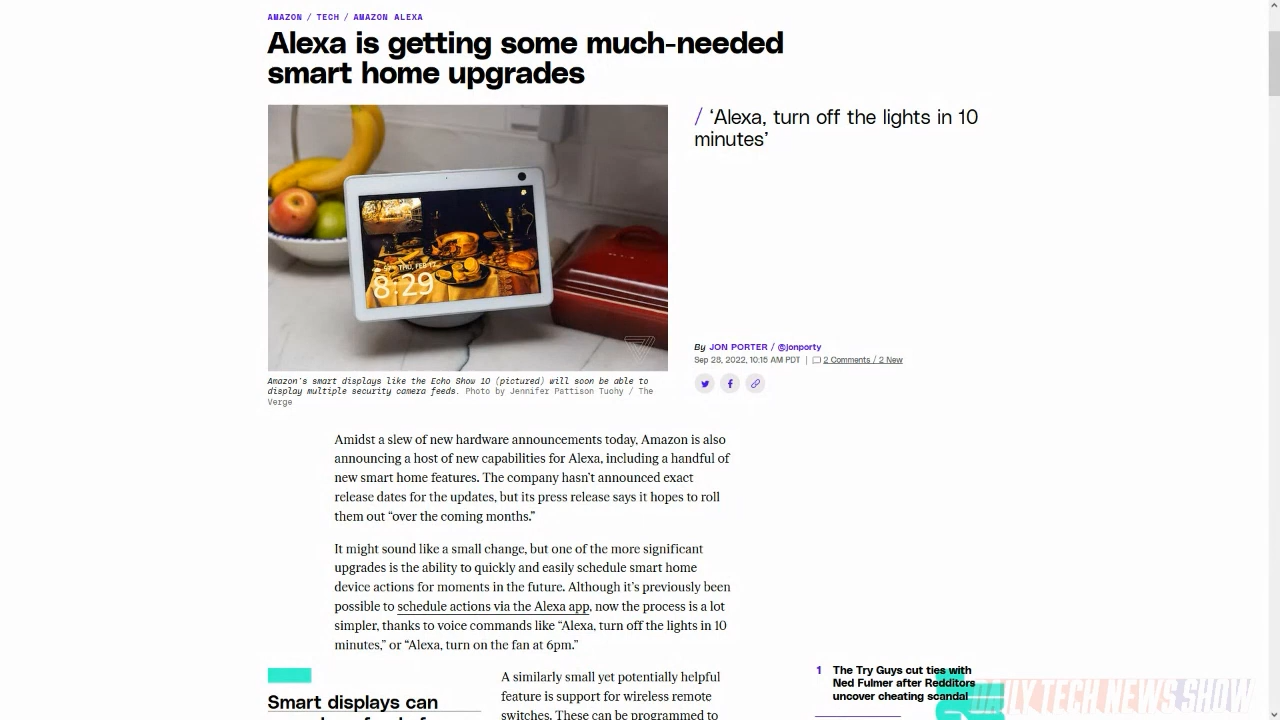 AMAZON / TECH / AMAZON ALEXA
Alexa is getting some much-needed
smart home upgrades
/ ‘Alexa, turn off the lights in 10
minutes’
THU, FEB
8:29
By JON PORTER / @jonporty
Sep 28, 2022, 10:15 AM PDT | 2 Comments / 2 New
Amazon’s smart displays like the Echo Show 10 (pictured) will soon be able to
display multiple security camera feeds. Photo by Jennifer Pattison Tuohy / The
Verge
Amidst a slew of new hardware announcements today, Amazon is also
announcing a host of new capabilities for Alexa, including a handful of
new smart home features. The company hasn’t announced exact
release dates for the updates, but its press release says it hopes to roll
them out “over the coming months.”
It might sound like a small change, but one of the more significant
upgrades is the ability to quickly and easily schedule smart home
device actions for moments in the future. Although it’s previously been
possible to schedule actions via the Alexa app, now the process is a lot
simpler, thanks to voice commands like “Alexa, turn off the lights in 10
minutes,” or “Alexa, turn on the fan at 6pm.”
Smart displays can
A similarly small yet potentially helpful
feature is support for wireless remote
switches. These can be programmed to
1 The Try Guys cut ties with
Ned Fulmer after Redditors
uncover cheating scandal
DAILY TECH NEWS SHOW